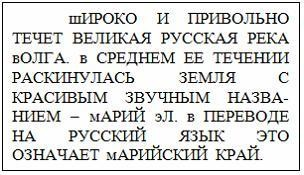 шИРОКО И ПРИВОЛЬНО
ТЕЧЕТ ВЕЛИКАЯ РУССКАЯ РЕКА
вОЛГА. в СРЕДНЕМ ЕЕ ТЕЧЕНИИ
РАСКИНУЛАСЬ ЗЕМЛЯ С
КРАСИВЫМ ЗВУЧНЫМ НАЗВА-
НИЕМ – мАРИЙ эЛ. в ПЕРЕВОДЕ
НА РУССКИЙ ЯЗЫК ЭТО
ОЗНАЧАЕТ мАРИЙСКИЙ КРАЙ.